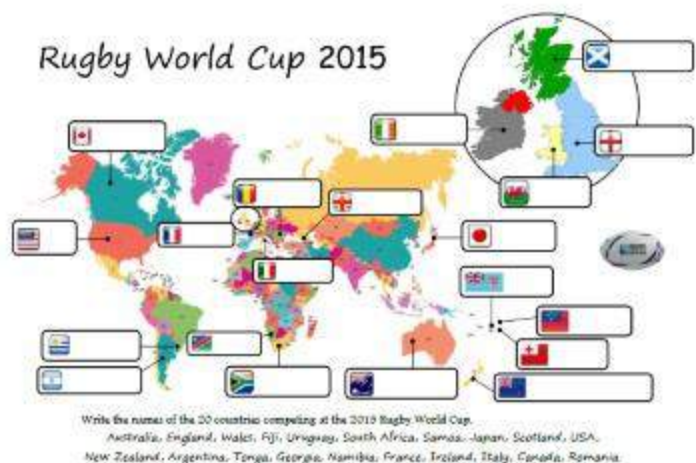 Rugby World Cup 2015
Write the names of the 20 countries competing at the 2015 Rugby World Cup.
Australia, England, Wales, Fiji, Uruguay, South Africa, Samoa, Japan, Scotland, USA,
New Zealand, Argentina, Tonga, Georgia, Namibia, France, Ireland, Italy, Canada, Romania